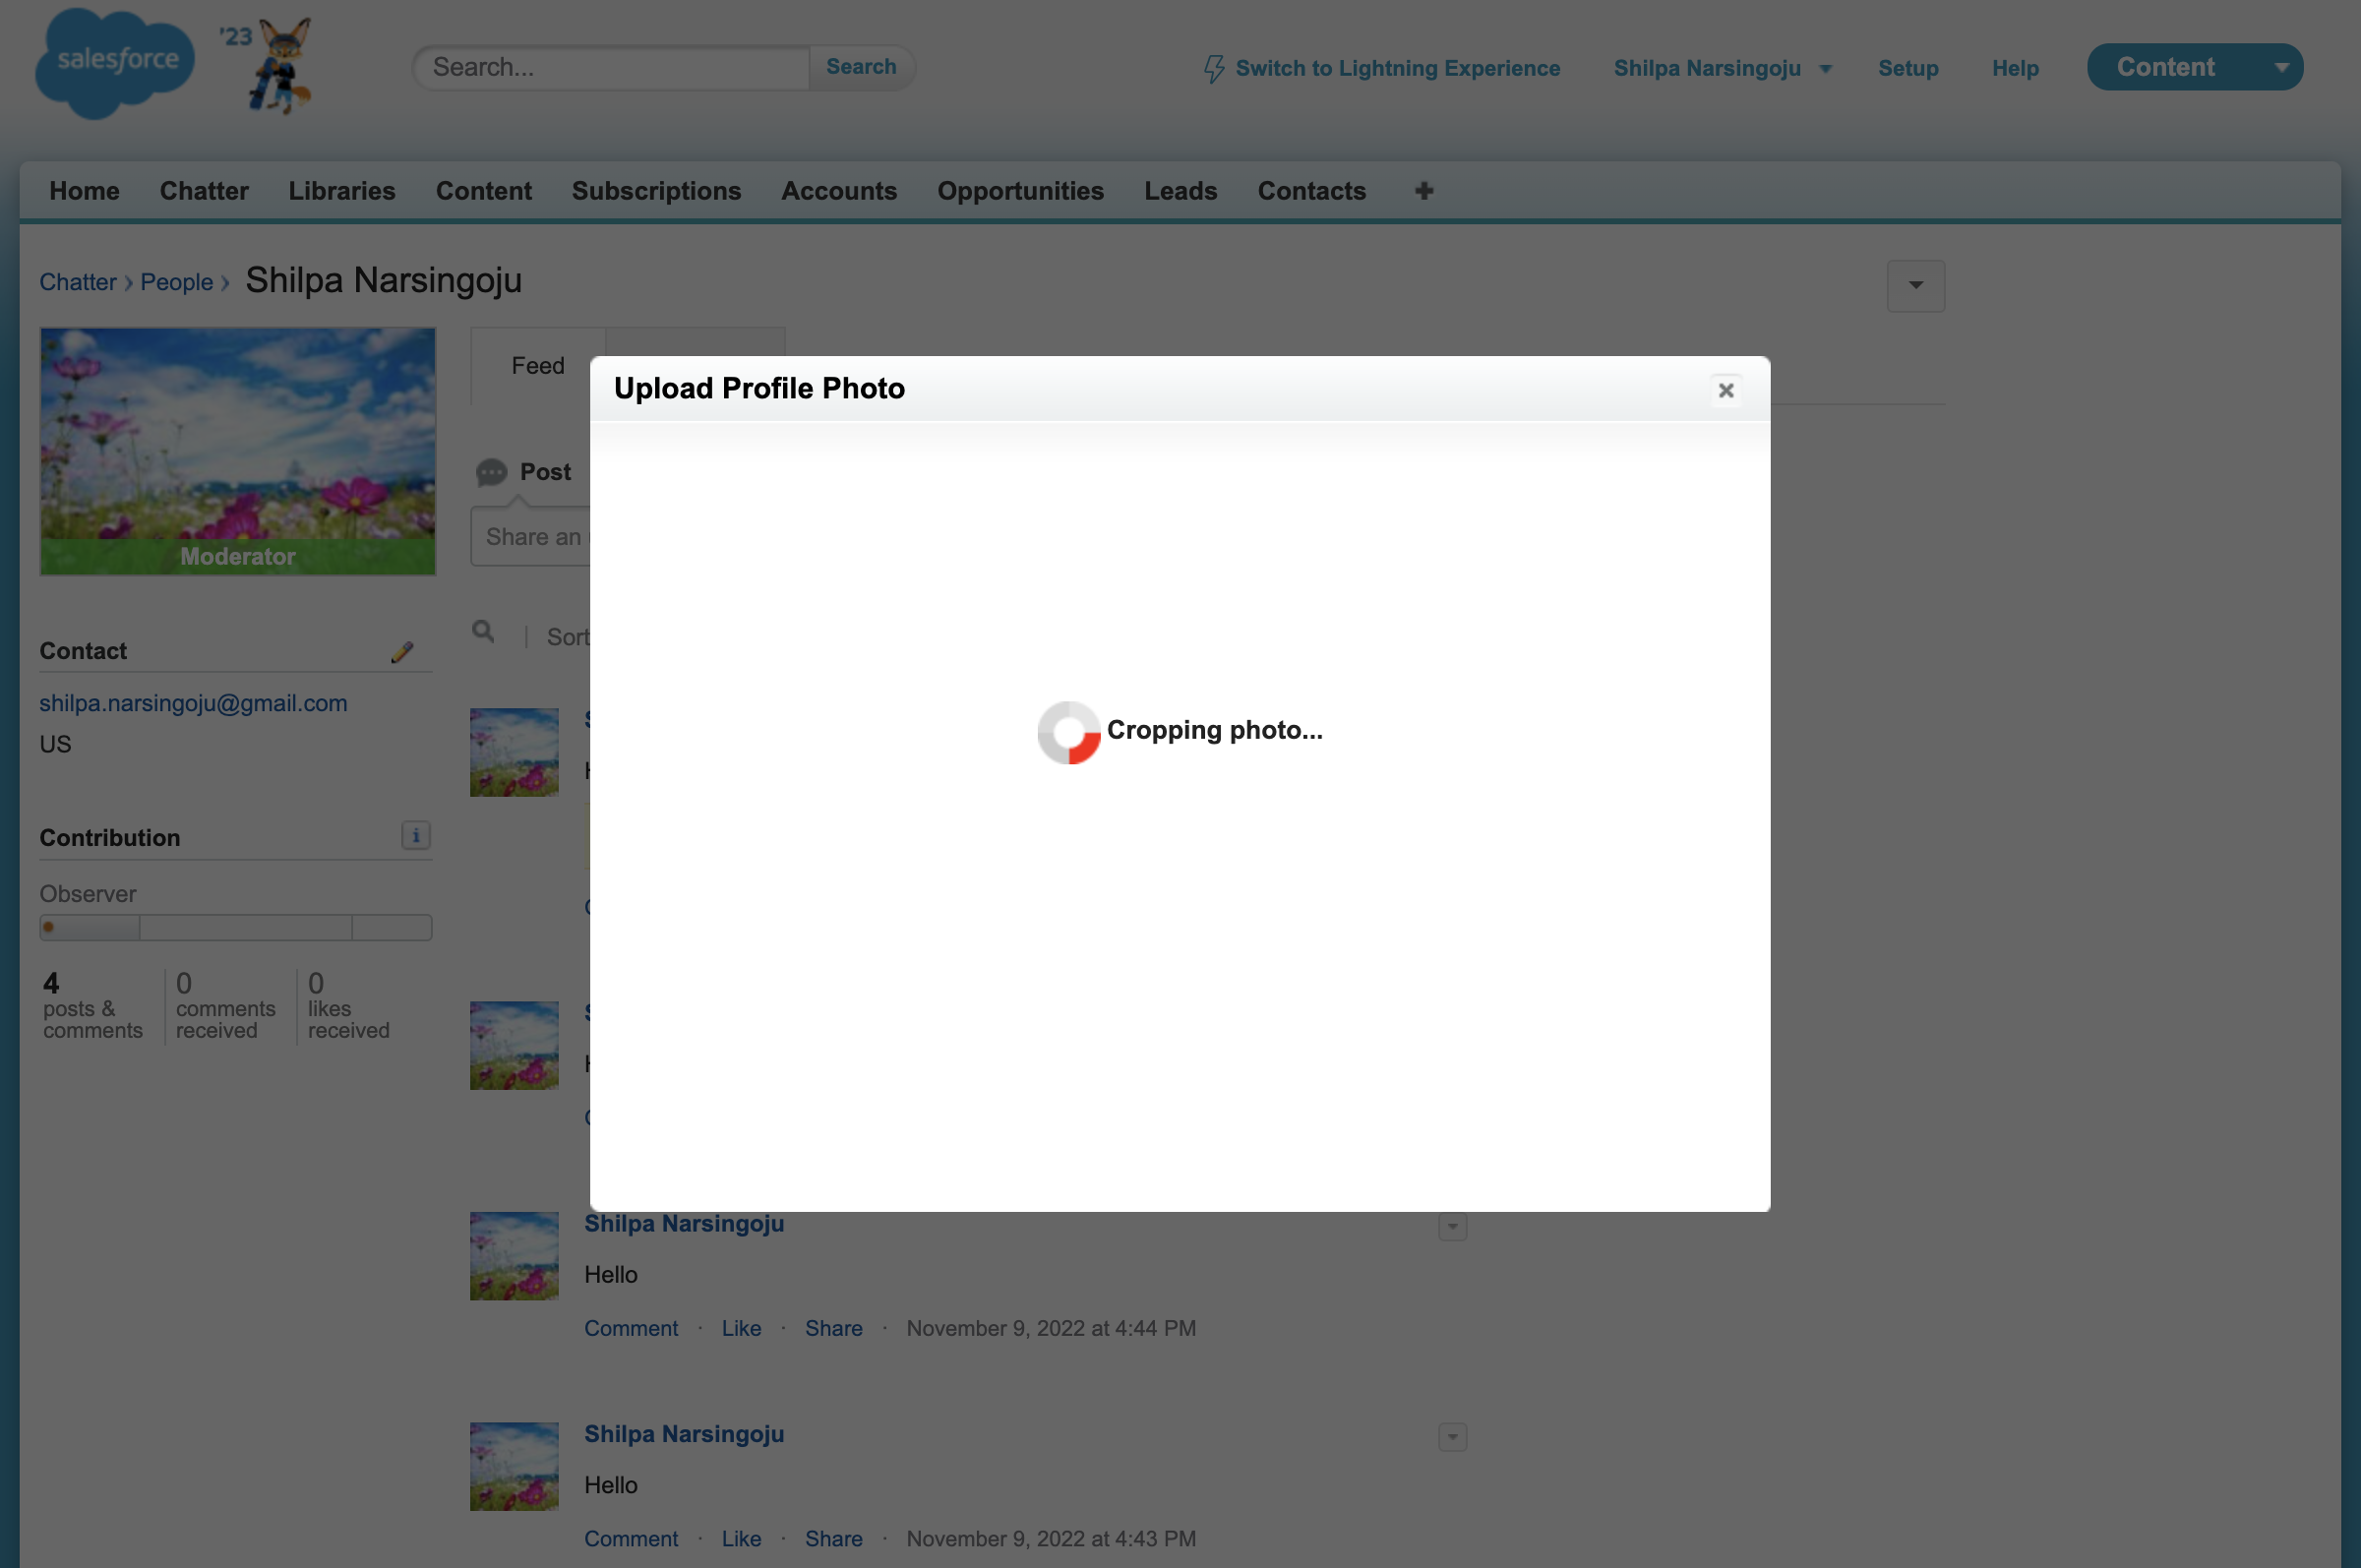 salesforce
'23
Search...
Search
Switch to Lightning Experience
Shilpa Narsingoju
Setup
Help
Content
Home
Chatter
Libraries
Content
Subscriptions
Accounts
Opportunities
Leads
Contacts
Chatter
People
Shilpa Narsingoju
Moderator
Contact
shilpa.narsingoju@gmail.com
US
Contribution
Observer
4
posts &
comments
0
comments
received
0
likes
received
Feed
Post
Share an
Sort
Upload Profile Photo
Cropping photo...
Shilpa Narsingoju
Hello
Comment · Like · Share · November 9, 2022 at 4:44 PM
Shilpa Narsingoju
Hello
Comment · Like · Share · November 9, 2022 at 4:43 PM